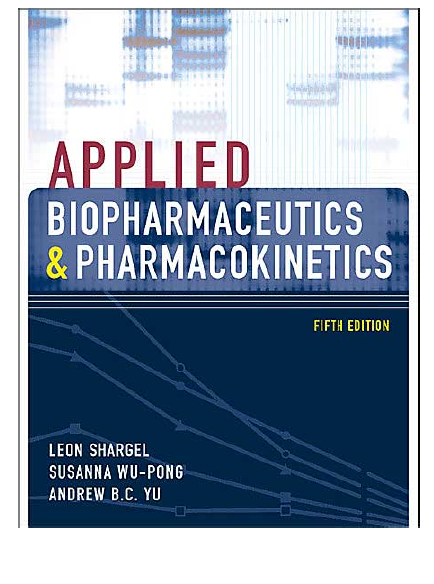 APPLIED
BIOPHARMACEUTICS
& PHARMACOKINETICS
FIFTH EDITION
LEON SHARGEL
SUSANNA WU-PONG
ANDREW B.C. YU